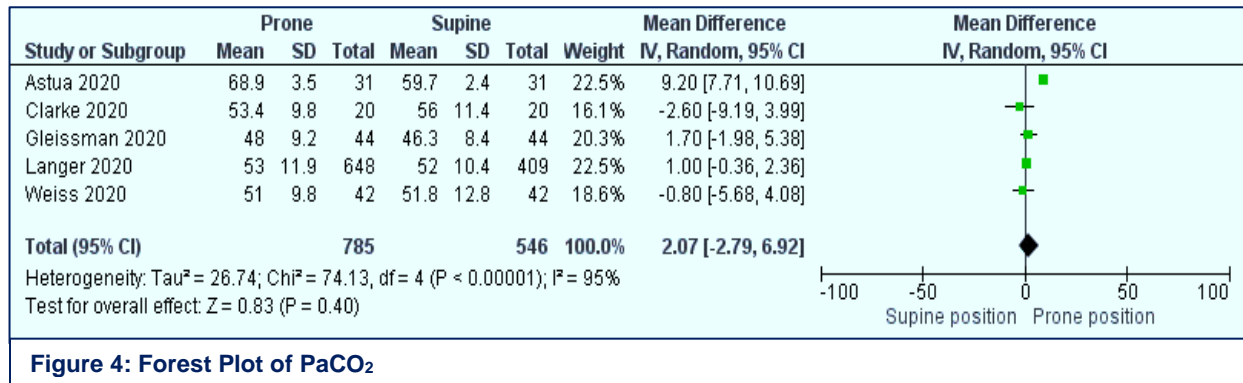 Prone Supine Mean Difference Mean Difference
Study or Subgroup Mean SD Total Mean SD Total Weight IV, Random, 95% CI IV, Random, 95% CI
Astua 2020 68.9 3.5 31 59.7 2.4 31 22.5% 9.20 [7.71, 10.69]
Clarke 2020 53.4 9.8 20 56 11.4 20 16.1% -2.60 [-9.19, 3.99]
Gleissman 2020 48 9.2 44 46.3 8.4 44 20.3% 1.70 [-1.98, 5.38]
Langer 2020 53 11.9 648 52 10.4 409 22.5% 1.00 [-0.36, 2.36]
Weiss 2020 51 9.8 42 51.8 12.8 42 18.6% -0.80 [-5.68, 4.08]
Total (95% CI) 785 546 100.0% 2.07 [-2.79, 6.92]
Heterogeneity: Tau² = 26.74; Chi² = 74.13, df = 4 (P < 0.00001); I² = 95%
Test for overall effect: Z = 0.83 (P = 0.40)
-100 -50 0 50 100
Supine position Prone position
Figure 4: Forest Plot of PaCO₂